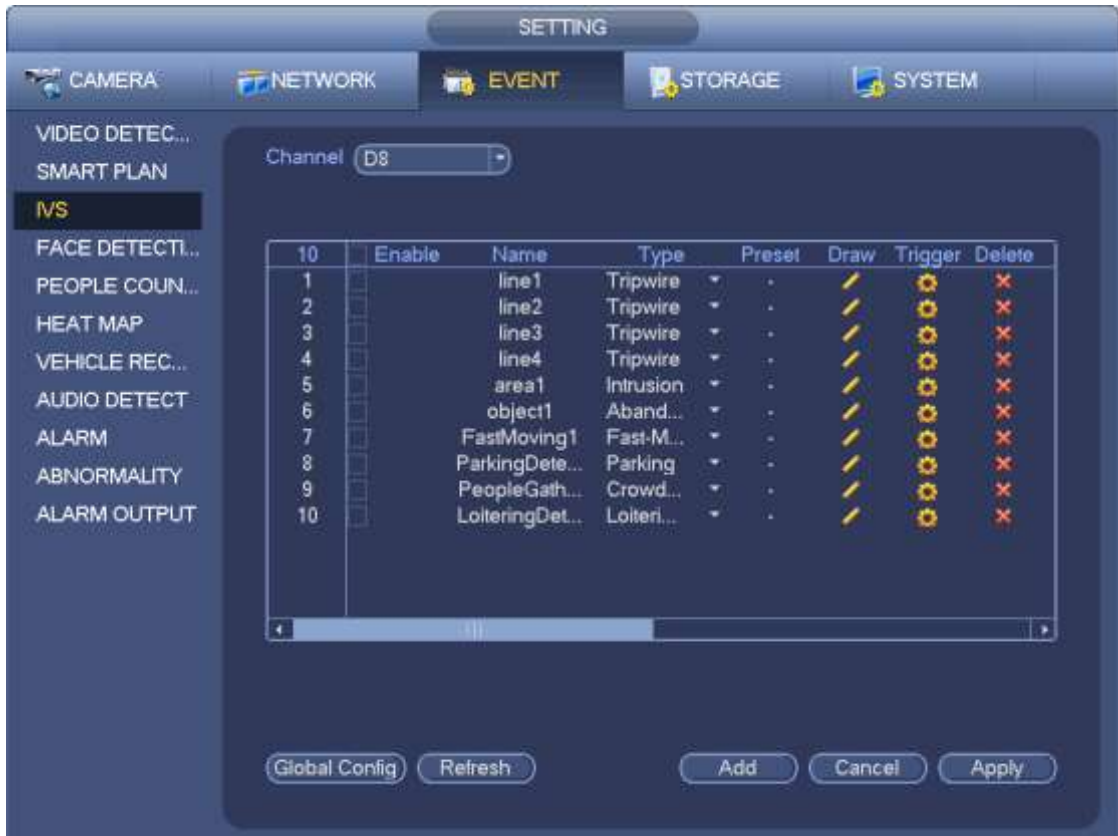 SETTING
CAMERA NETWORK EVENT STORAGE SYSTEM
VIDEO DETEC...
SMART PLAN
IVS
FACE DETECTI...
PEOPLE COUN...
HEAT MAP
VEHICLE REC...
AUDIO DETECT
ALARM
ABNORMALITY
ALARM OUTPUT
Channel D8
10 Enable Name Type Preset Draw Trigger Delete
1 line1 Tripwire -
2 line2 Tripwire -
3 line3 Tripwire -
4 line4 Tripwire -
5 area1 Intrusion -
6 object1 Aband... -
7 FastMoving1 Fast-M... -
8 ParkingDete... Parking -
9 PeopleGath... Crowd... -
10 LoiteringDet... Loiteri... -
Global Config Refresh Add Cancel Apply